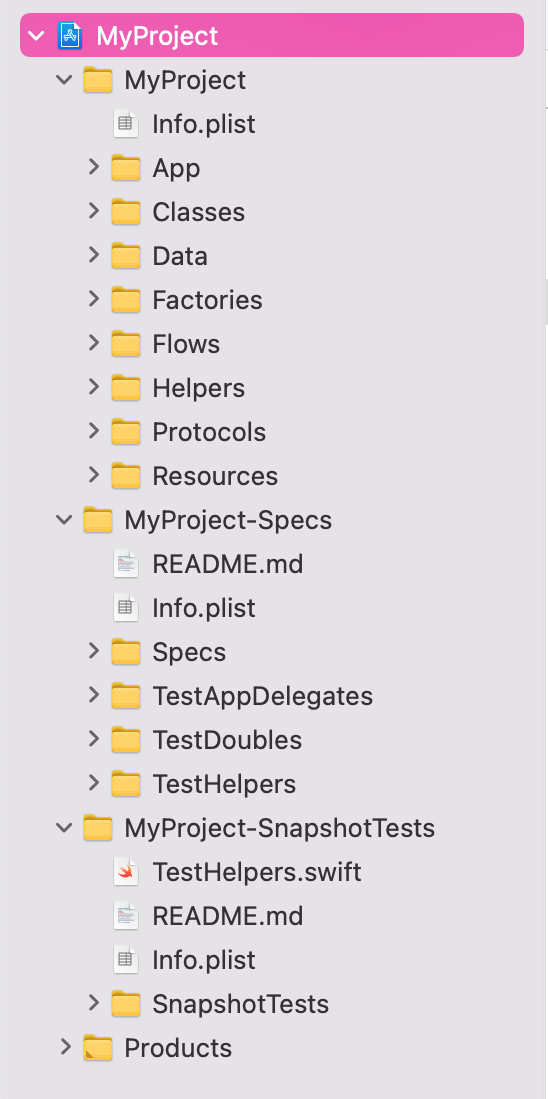 MyProject
MyProject
Info.plist
App
Classes
Data
Factories
Flows
Helpers
Protocols
Resources
MyProject-Specs
README.md
Info.plist
Specs
TestAppDelegates
TestDoubles
TestHelpers
MyProject-SnapshotTests
TestHelpers.swift
README.md
Info.plist
SnapshotTests
Products